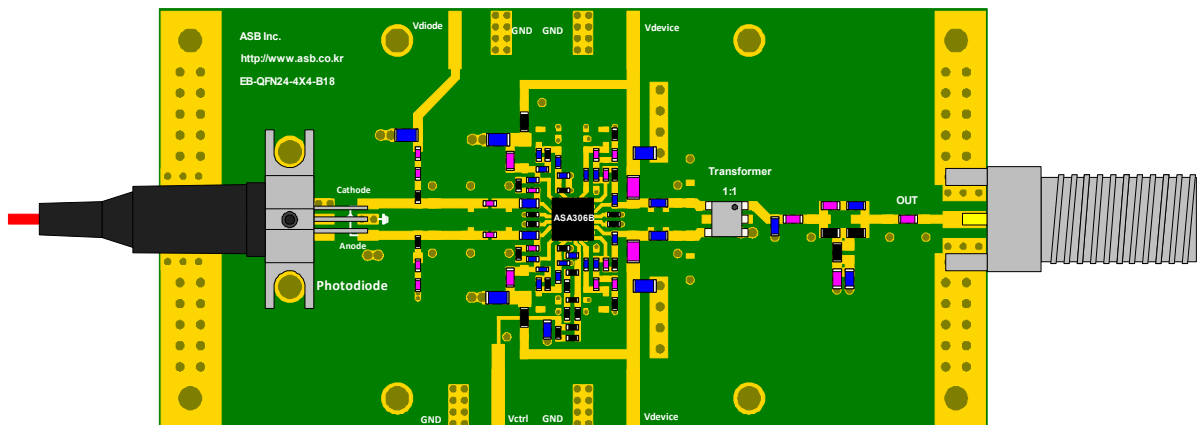 ASB Inc.
http://www.asb.co.kr
EB-QFN24-4X4-B18
Vdiode
GND
GND
Vdevice
Cathode
Anode
Photodiode
ASA306B
Transformer
1:1
OUT
GND
Vctrl
GND
Vdevice